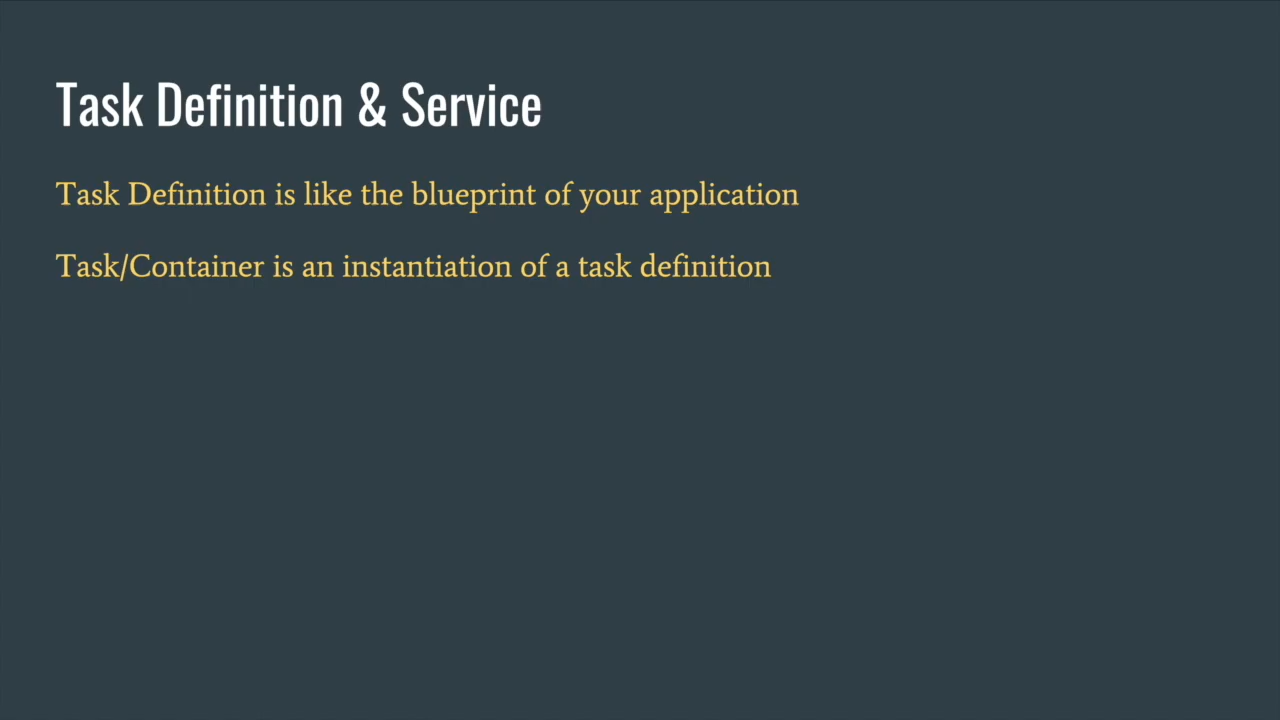 Task Definition & Service
Task Definition is like the blueprint of your application
Task/Container is an instantiation of a task definition